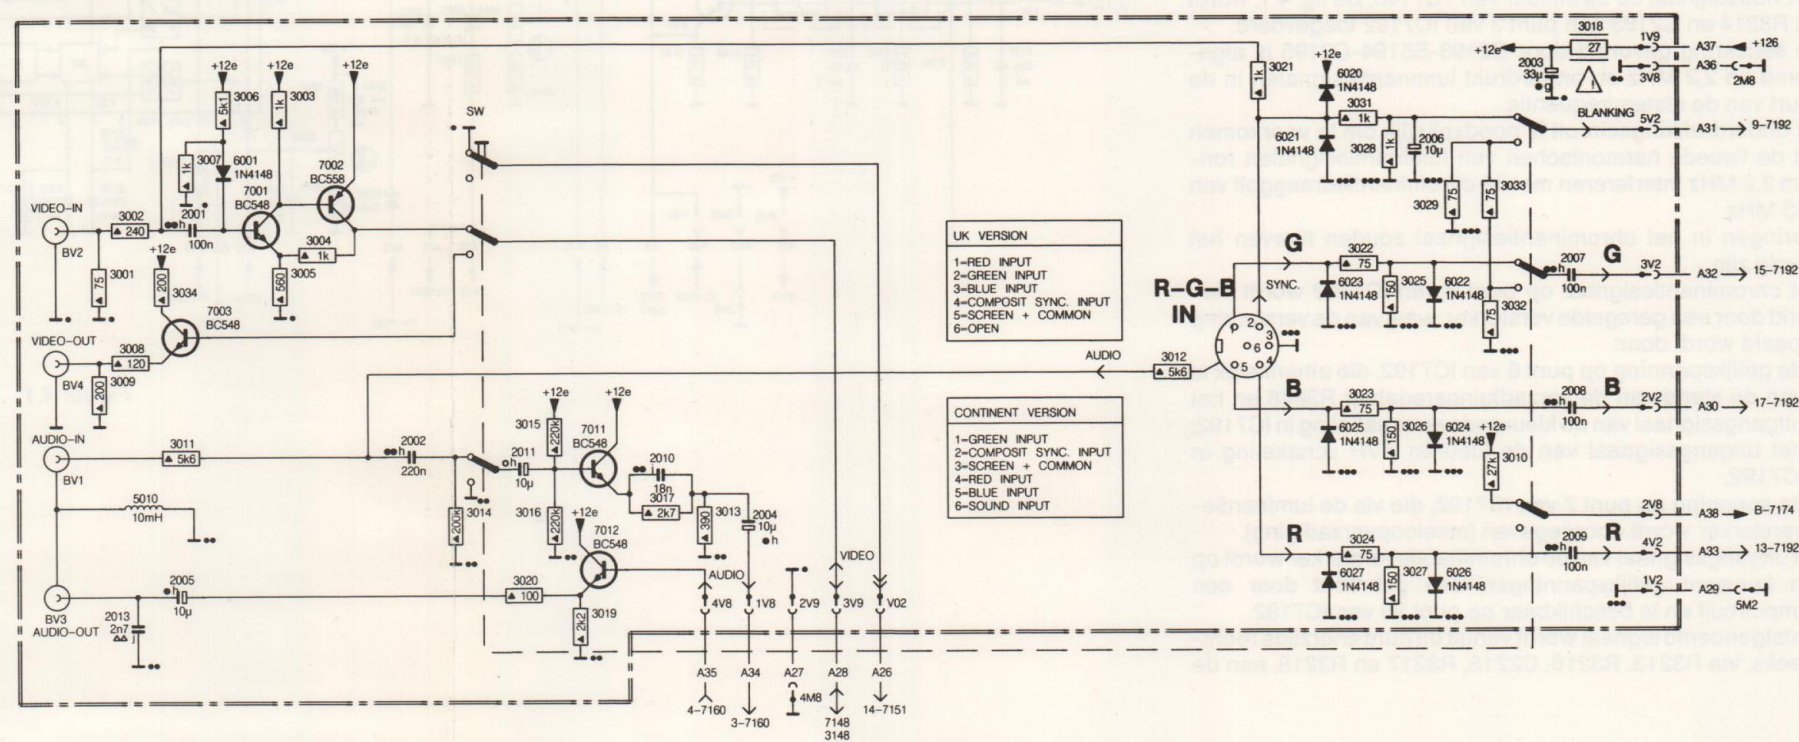 SW
+12e
+12e
+12e
3006
5k1
3003
1k
3007
1k
6001
1N4148
7002
BC558
7001
BC548
VIDEO-IN
BV2
3002
240
2001
h
100n
3004
1k
3001
75
+12e
200
3034
3005
560
7003
BC548
VIDEO-OUT
BV4
3008
120
3009
200
AUDIO-IN
BV1
3011
5k6
2002
h
220n
5010
10mH
3014
200k
+12e
3015
220k
2011
h
10µ
7011
BC548
+12e
2010
j
18n
3017
2k7
3016
220k
+12e
7012
BC548
3013
390
2004
10µ
h
BV3
AUDIO-OUT
2013
2n7
j
2005
h
10µ
3020
100
3019
2k2
AUDIO
VIDEO
4V8
1V8
2V9
3V9
V02
A35
A34
A27
A28
A26
4M8
4-7160
3-7160
7148
3148
14-7151
UK VERSION
1=RED INPUT
2=GREEN INPUT
3=BLUE INPUT
4=COMPOSIT SYNC. INPUT
5=SCREEN + COMMON
6=OPEN
CONTINENT VERSION
1=GREEN INPUT
2=COMPOSIT SYNC. INPUT
3=SCREEN + COMMON
4=RED INPUT
5=BLUE INPUT
6=SOUND INPUT
AUDIO
3012
5k6
R-G-B
IN
SYNC.
2
3
6
5
4
3021
1k
+12e
6020
1N4148
3031
1k
6021
1N4148
3028
1k
2006
10µ
+12e
2003
33µ
g
3018
27
!
1V9
A37
+126
A36
3V8
2M8
BLANKING
5V2
A31
9-7192
3029
75
3033
75
G
3022
75
6023
1N4148
3025
150
6022
1N4148
3032
75
2007
h
100n
G
3V2
A32
15-7192
B
3023
75
6025
1N4148
3026
150
6024
1N4148
2008
h
100n
B
2V2
A30
17-7192
+12e
3010
27k
2V8
A38
B-7174
R
3024
75
6027
1N4148
3027
150
6026
1N4148
2009
h
100n
R
4V2
A33
13-7192
1V2
A29
5M2